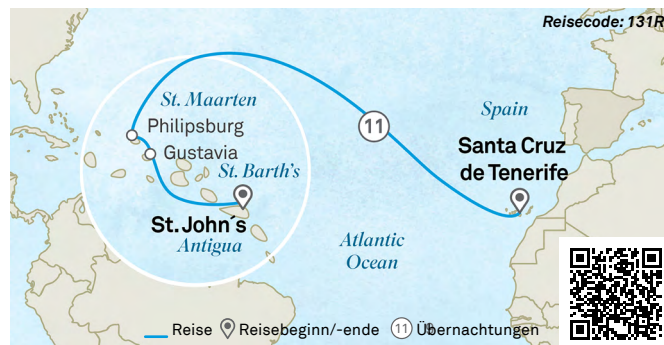 Reisecode: 131R
St. Maarten
Philipsburg
Gustavia
St. Barth's
St. John´s
Antigua
11
Spain
Santa Cruz
de Tenerife
Atlantic
Ocean
Reise
Reisebeginn/-ende
11 Übernachtungen